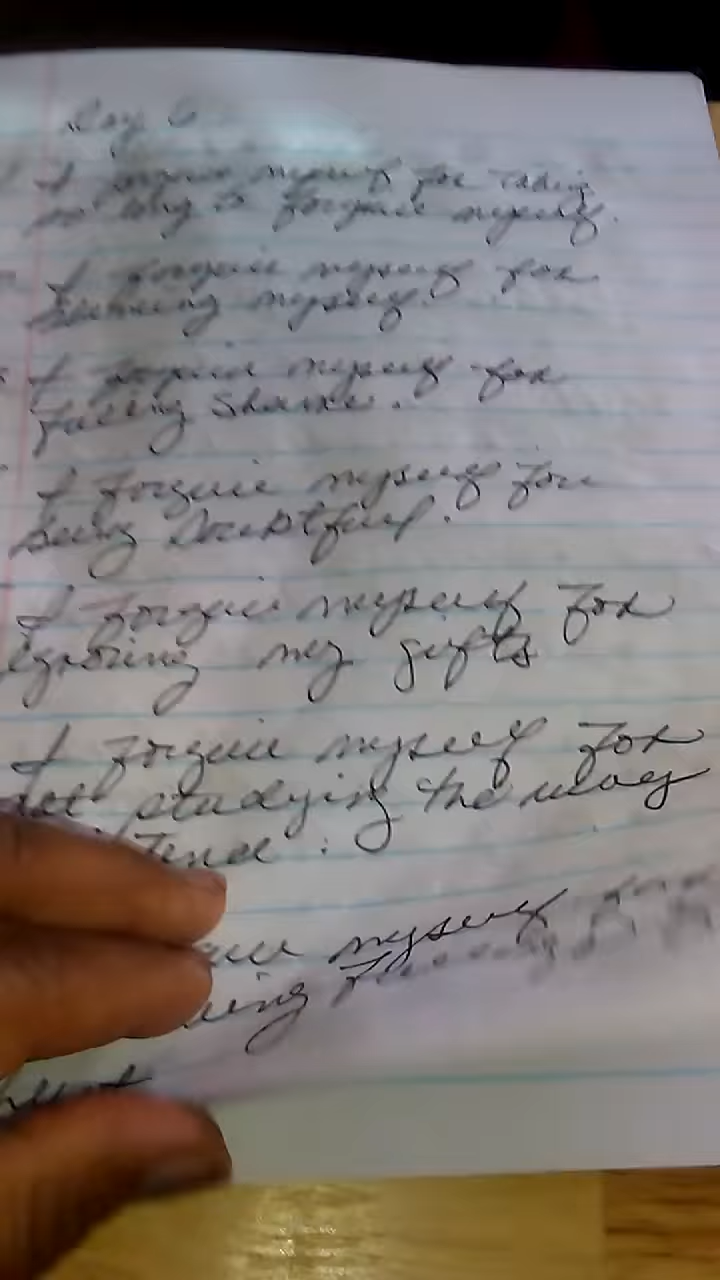 Day 6
I forgive myself for taking
so long to forgive myself.
I forgive myself for
myself.
I forgive myself for
feeling shame.
I forgive myself for
being Doubtful.
I forgive myself for
ignoring my gifts
I forgive myself for
not studying the way
myself for